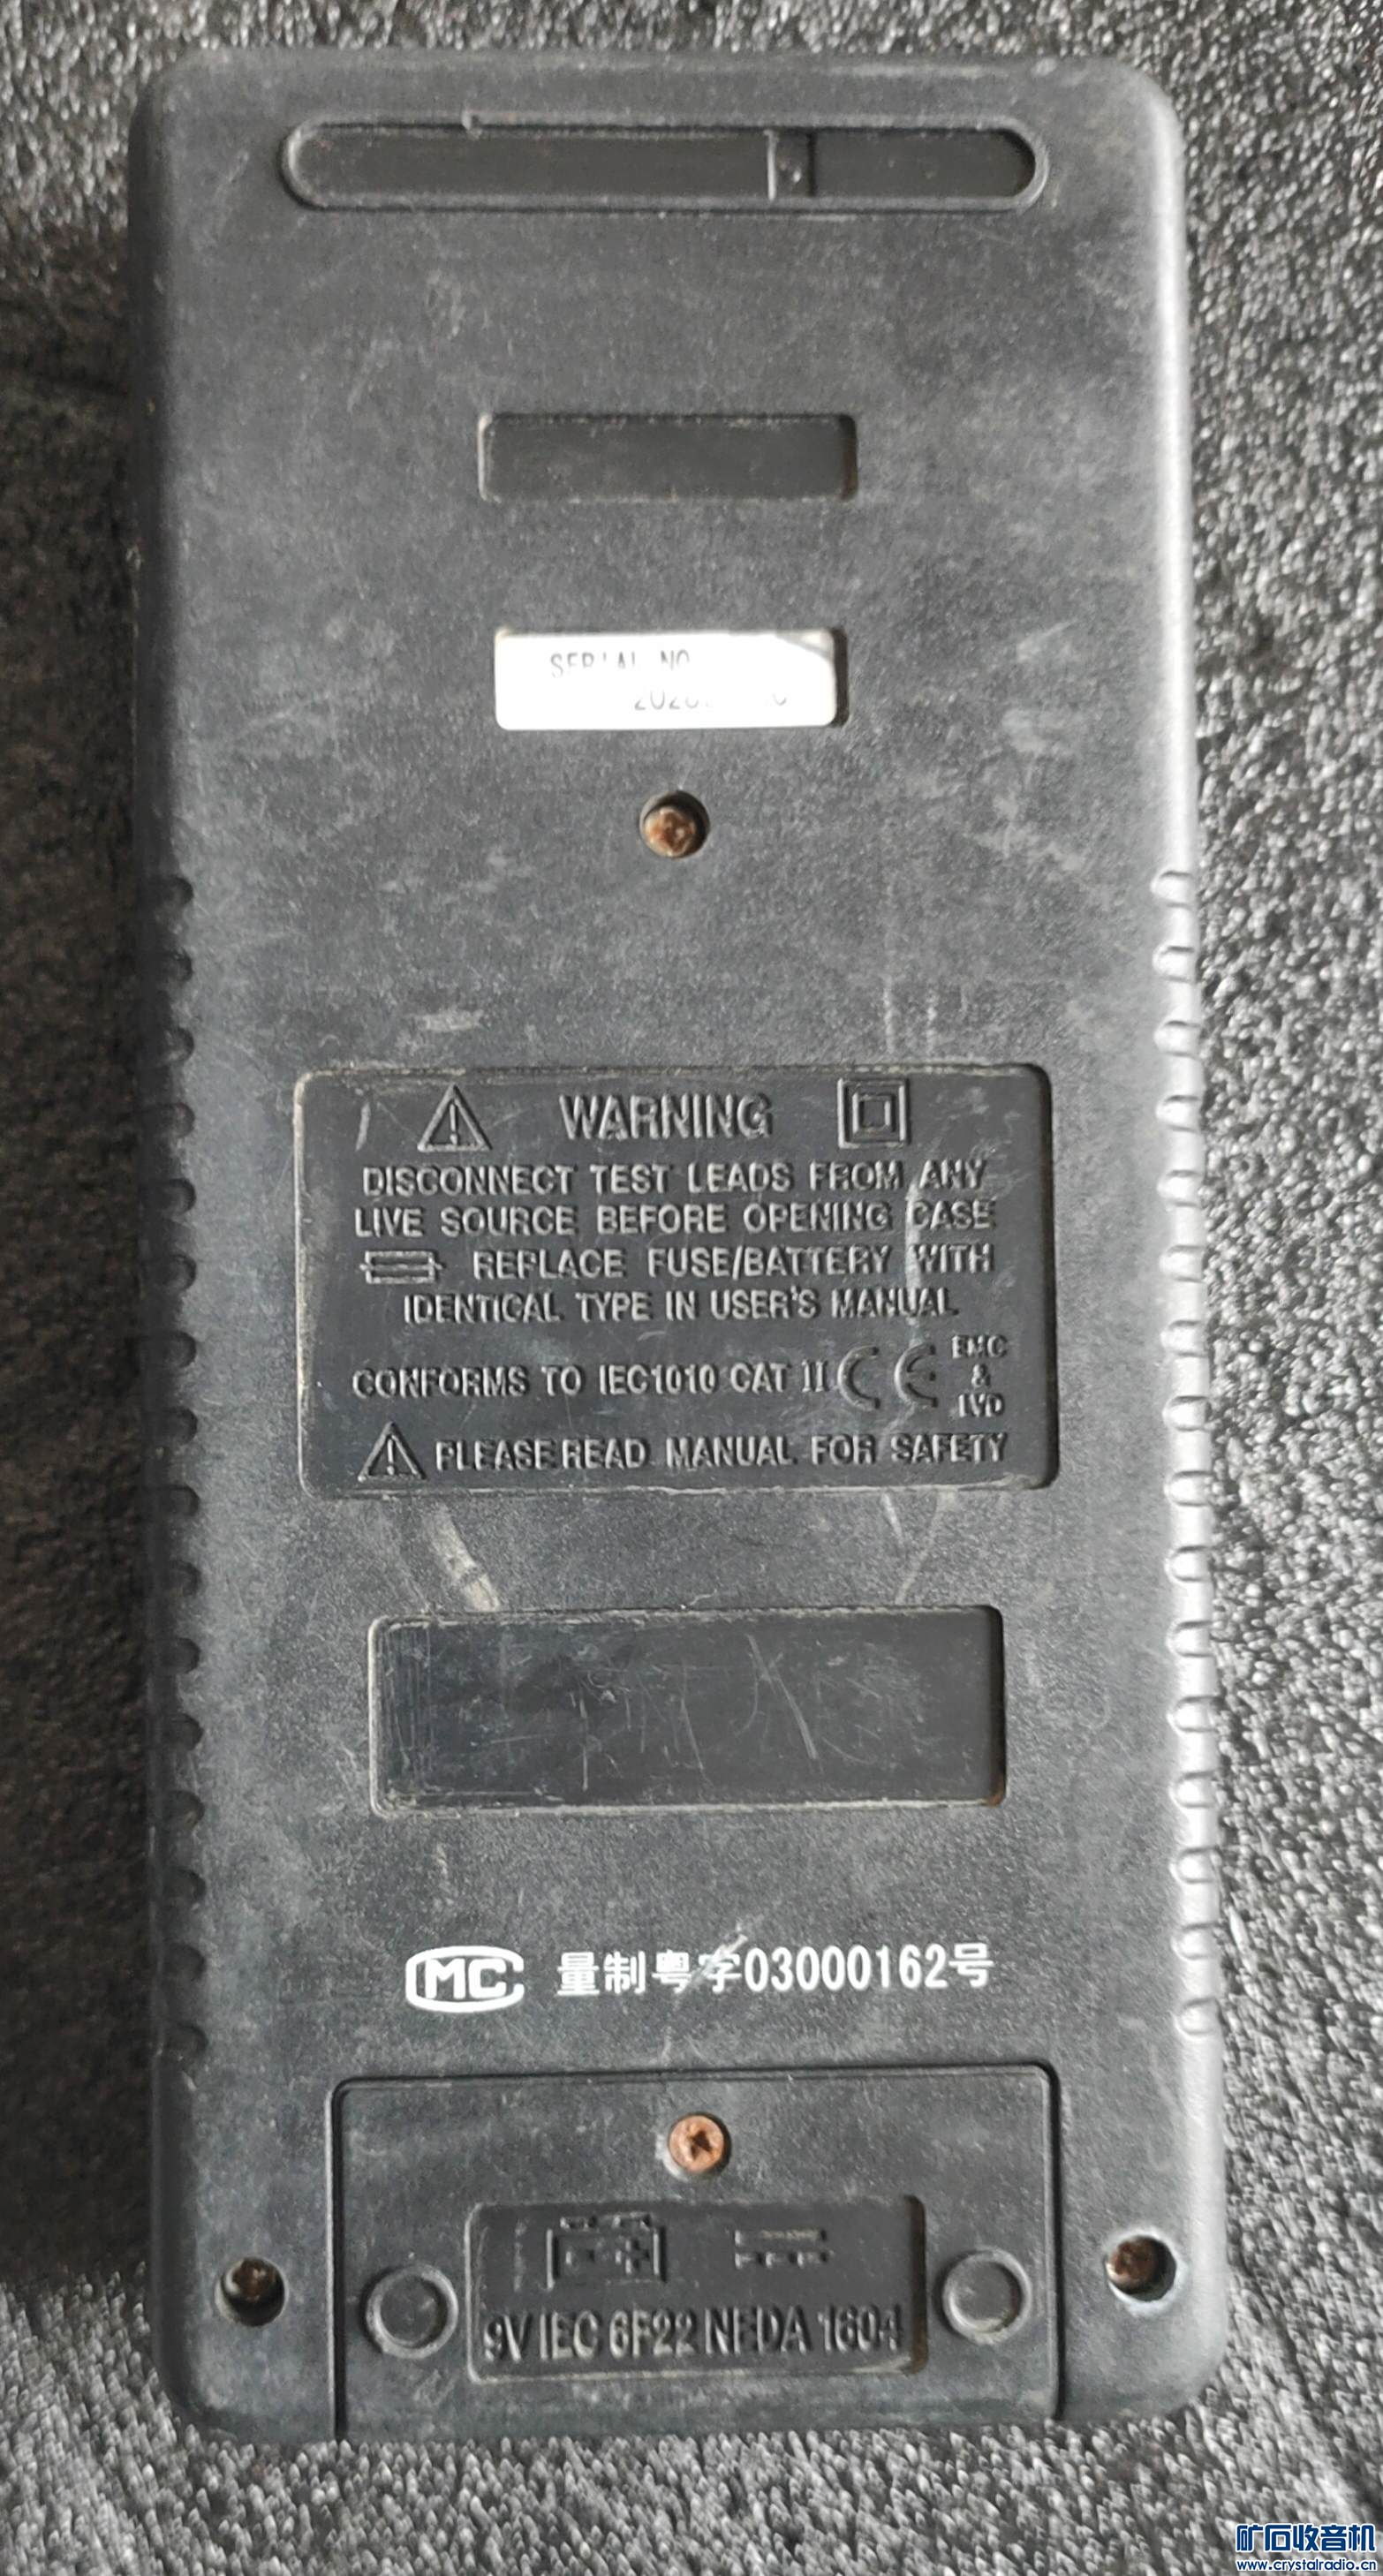 SERIAL NO
WARNING
DISCONNECT TEST LEADS FROM ANY
LIVE SOURCE BEFORE OPENING CASE
REPLACE FUSE/BATTERY WITH
IDENTICAL TYPE IN USER'S MANUAL
CONFORMS TO IEC1010 CAT II CE EMC & LVD
PLEASE READ MANUAL FOR SAFETY
MC 量制粤字03000162号
9V IEC 6F22 NEDA 1604
矿石收音机
www.crystalradio.cn